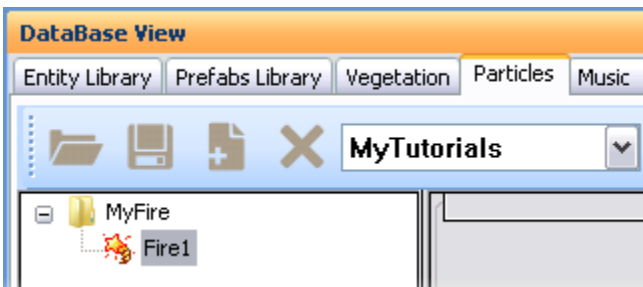 DataBase View
Entity Library Prefabs Library Vegetation Particles Music
MyTutorials
MyFire
Fire1